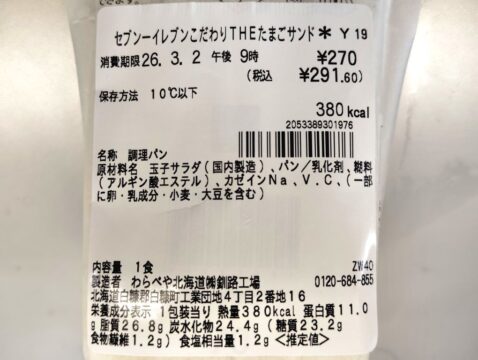 セブン－イレブンこだわりTHEたまごサンド＊ Y 19
消費期限26. 3. 2 午後 9時 ¥270
(税込 ¥291.60)
保存方法 10℃以下
380kcal
2053389301976
名称 調理パン
原材料名 玉子サラダ(国内製造)、パン/乳化剤、糊料
(アルギン酸エステル)、カゼインNa、V.C、(一部
に卵・乳成分・小麦・大豆を含む)
内容量 1食 ZW40
製造者 わらべや北海道㈱釧路工場 0120-684-855
北海道白糠郡白糠町工業団地4丁目2番地16
栄養成分表示 1包装当り 熱量380kcal 蛋白質11.0
g 脂質26.8g 炭水化物24.4g (糖質23.2g
食物繊維1.2g) 食塩相当量1.2g <推定値>